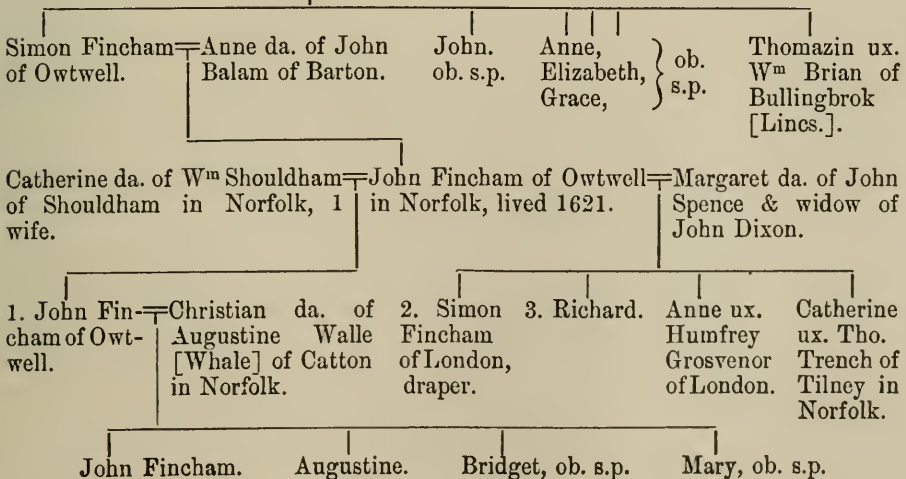 Simon Fincham
of Owtwell.
Anne da. of John
Balam of Barton.
John.
ob. s.p.
Anne,
Elizabeth,
Grace,
ob.
s.p.
Thomazin ux.
Wm Brian of
Bullingbrok
[Lincs.].
Catherine da. of Wm Shouldham
of Shouldham in Norfolk, 1
wife.
John Fincham of Owtwell
in Norfolk, lived 1621.
Margaret da. of John
Spence & widow of
John Dixon.
1. John Fin-
cham of Owt-
well.
Christian da. of
Augustine Walle
[Whale] of Catton
in Norfolk.
2. Simon
Fincham
of London,
draper.
3. Richard.
Anne ux.
Humfrey
Grosvenor
of London.
Catherine
ux. Tho.
Trench of
Tilney in
Norfolk.
John Fincham.
Augustine.
Bridget, ob. s.p.
Mary, ob. s.p.